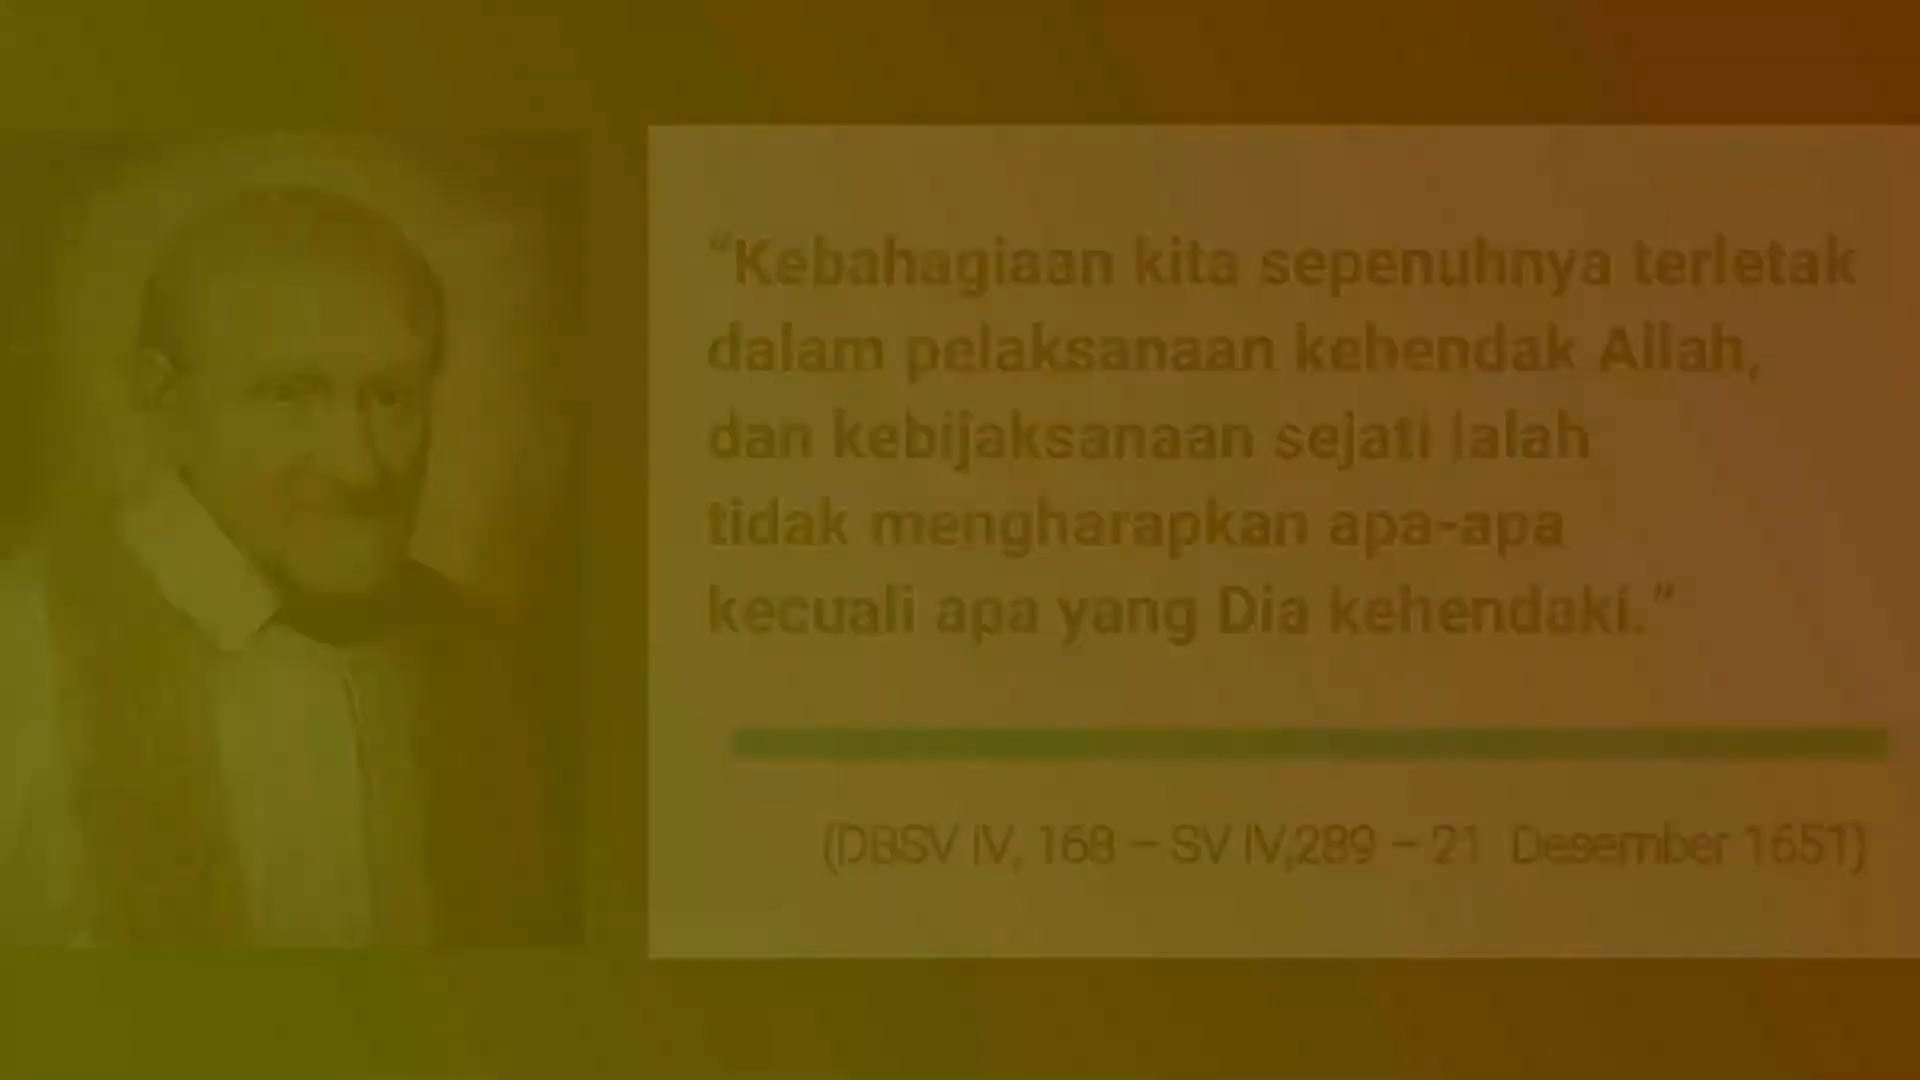 “Kebahagiaan kita sepenuhnya terletak
dalam pelaksanaan kehendak Allah,
dan kebijaksanaan sejati ialah
tidak mengharapkan apa-apa
kecuali apa yang Dia kehendaki.”
(DBSV IV, 168 – SV IV,289 – 21 Desember 1651)